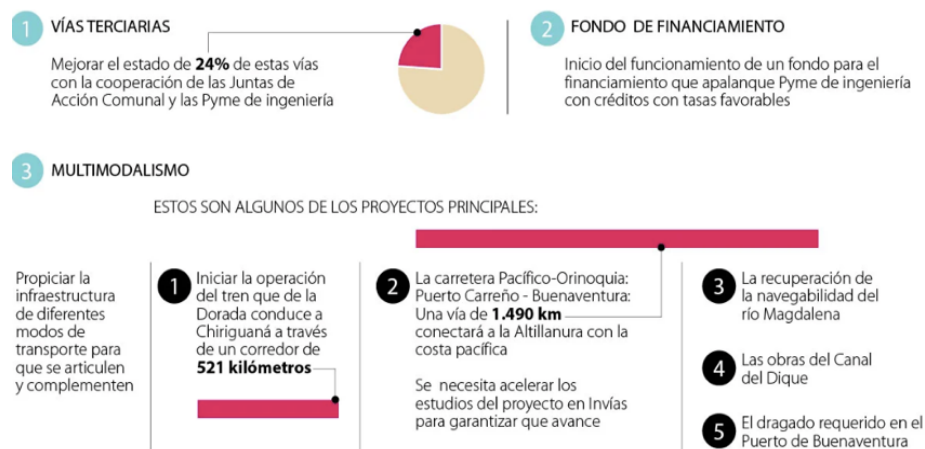 1 VÍAS TERCIARIAS
Mejorar el estado de 24% de estas vías
con la cooperación de las Juntas de
Acción Comunal y las Pyme de ingeniería
2 FONDO DE FINANCIAMIENTO
Inicio del funcionamiento de un fondo para el
financiamiento que apalanque Pyme de ingeniería
con créditos con tasas favorables
3 MULTIMODALISMO
ESTOS SON ALGUNOS DE LOS PROYECTOS PRINCIPALES:
Propiciar la
infraestructura
de diferentes
modos de
transporte para
que se articulen
y complementen
1 Iniciar la operación
del tren que de la
Dorada conduce a
Chiriguaná a través
de un corredor de
521 kilómetros
2 La carretera Pacífico-Orinoquia:
Puerto Carreño - Buenaventura:
Una vía de 1.490 km
conectará a la Altillanura con la
costa pacífica
Se necesita acelerar los
estudios del proyecto en Invías
para garantizar que avance
3 La recuperación de
la navegabilidad del
río Magdalena
4 Las obras del Canal
del Dique
5 El dragado requerido en el
Puerto de Buenaventura